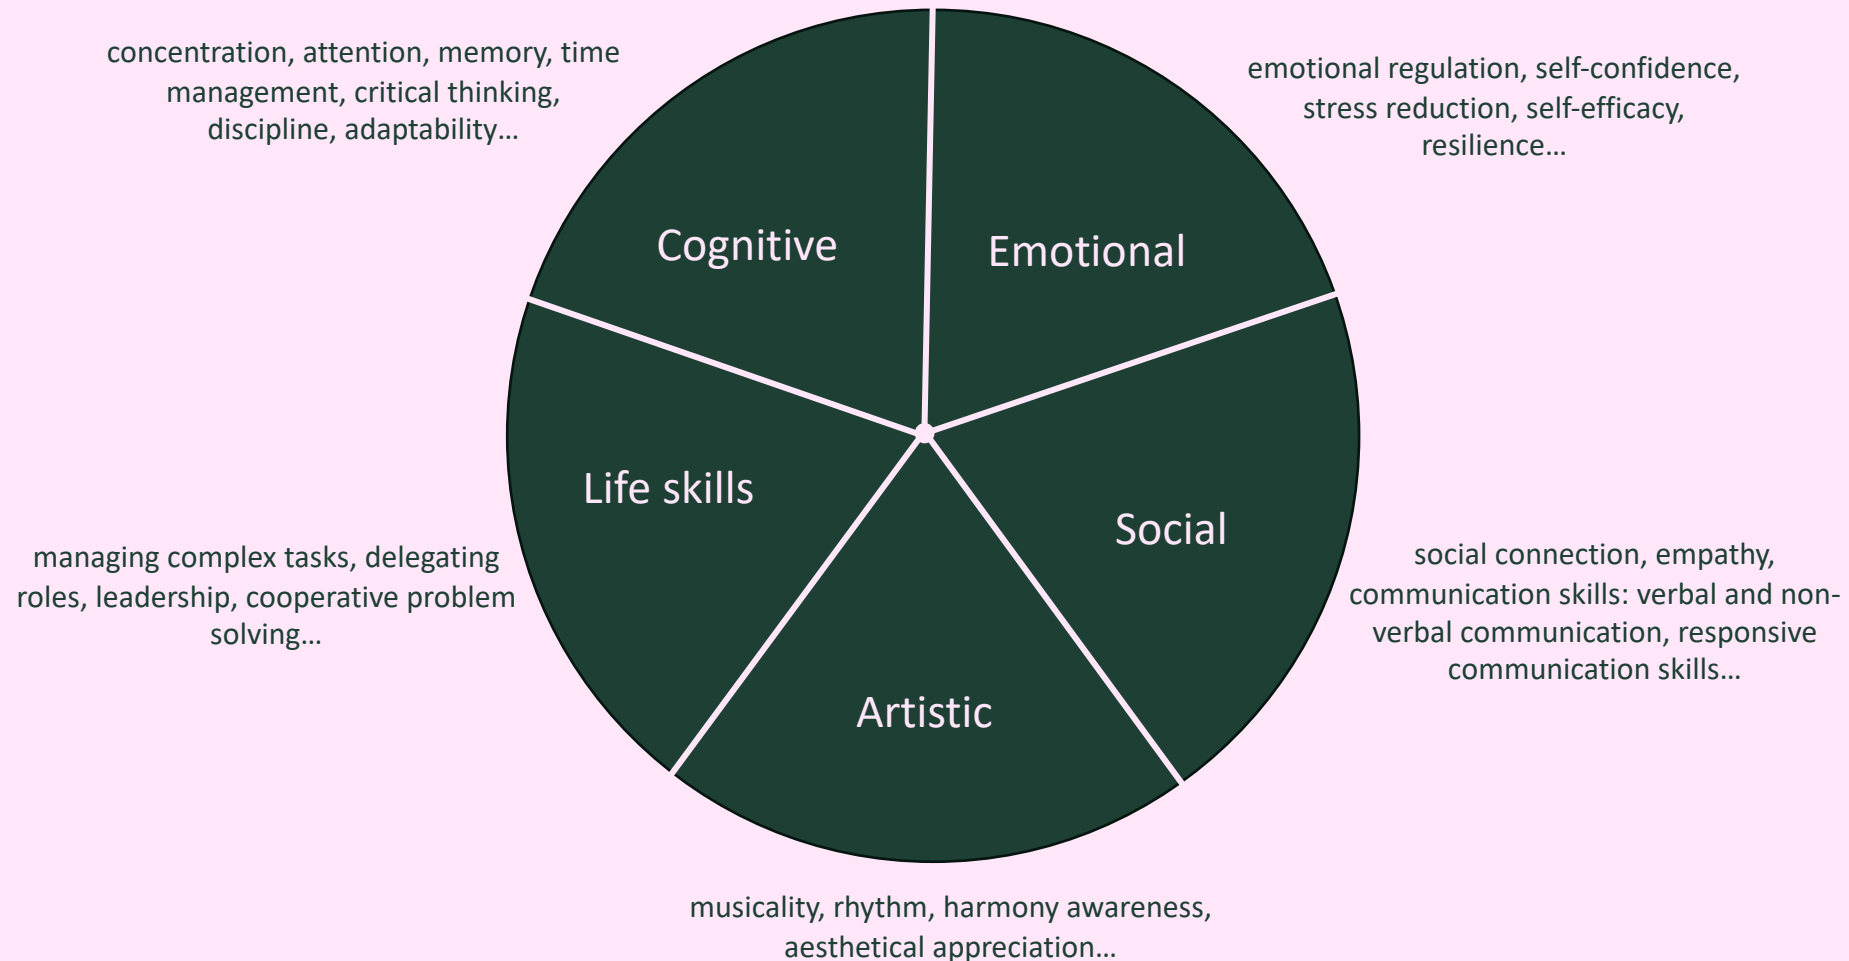 concentration, attention, memory, time
management, critical thinking,
discipline, adaptability…
emotional regulation, self-confidence,
stress reduction, self-efficacy,
resilience…
Cognitive
Emotional
Life skills
Social
managing complex tasks, delegating
roles, leadership, cooperative problem
solving…
social connection, empathy,
communication skills: verbal and non-
verbal communication, responsive
communication skills…
Artistic
musicality, rhythm, harmony awareness,
aesthetical appreciation…